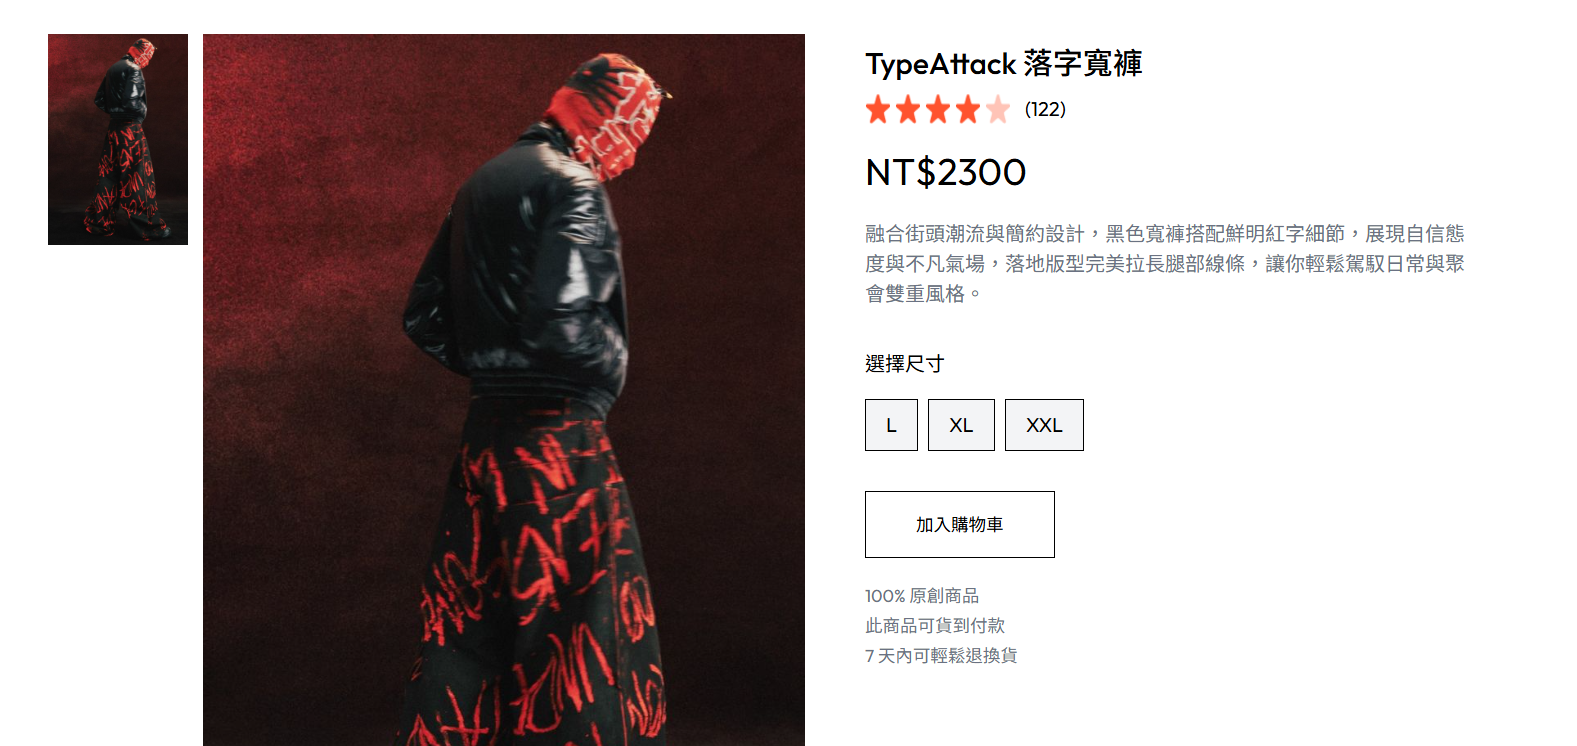 TypeAttack 落字寬褲
(122)
NT$2300
融合街頭潮流與簡約設計，黑色寬褲搭配鮮明紅字細節，展現自信態
度與不凡氣場，落地版型完美拉長腿部線條，讓你輕鬆駕馭日常與聚
會雙重風格。
選擇尺寸
L XL XXL
加入購物車
100% 原創商品
此商品可貨到付款
7 天內可輕鬆退換貨